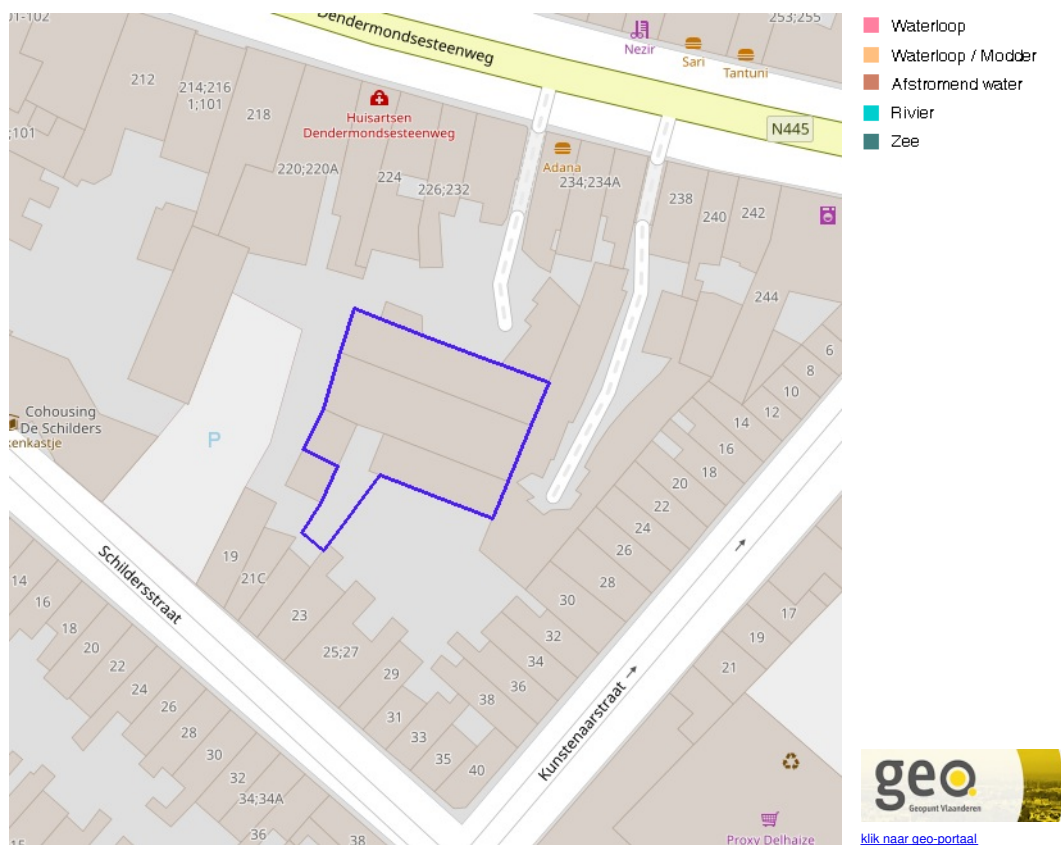 01-102
Dendermondsesteenweg
253;255
Nezir
Sari
Tantuni
212
214;216
1;101
218
;101
Huisartsen
Dendermondsesteenweg
N445
Adana
220;220A
224
226;232
234;234A
238
240
242
244
6
8
10
12
14
16
18
20
22
24
26
28
30
32
34
36
38
40
Cohousing
De Schilders
kenkastje
P
Schildersstraat
19
21C
23
25;27
29
31
33
35
14
16
18
20
22
24
26
28
30
32
34;34A
36
38
15
17
19
21
Kunstenaarstraat
Proxy Delhaize
Waterloop
Waterloop / Modder
Afstromend water
Rivier
Zee
geo
Geopunt Vlaanderen
klik naar geo-portaal